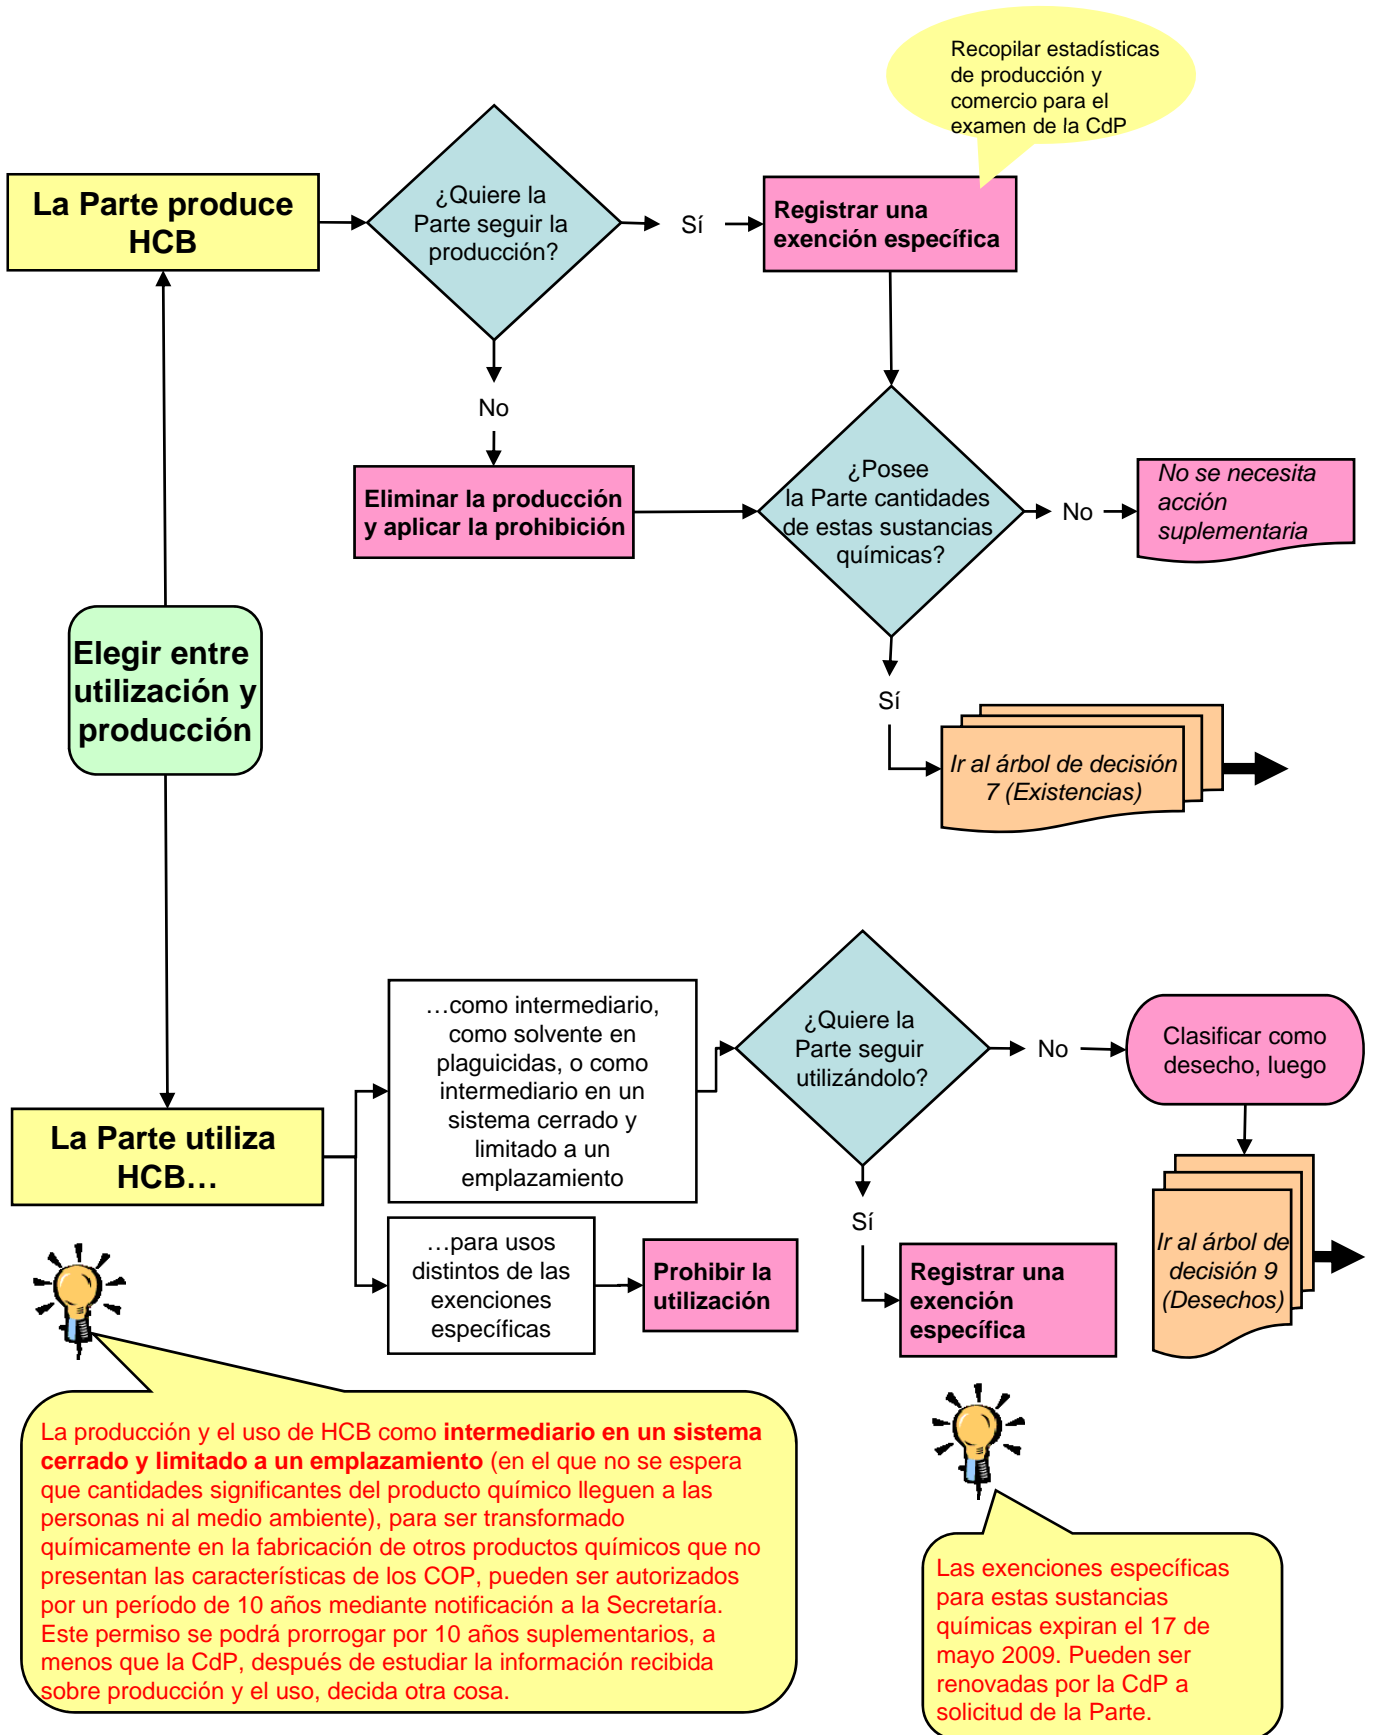 Recopilar estadísticas
de producción y
comercio para el
examen de la CdP
La Parte produce
HCB
¿Quiere la
Parte seguir la
producción?
Sí
Registrar una
exención específica
No
Eliminar la producción
y aplicar la prohibición
¿Posee
la Parte cantidades
de estas sustancias
químicas?
No
No se necesita
acción
suplementaria
Sí
Ir al árbol de decisión
7 (Existencias)
Elegir entre
utilización y
producción
La Parte utiliza
HCB…
…como intermediario,
como solvente en
plaguicidas, o como
intermediario en un
sistema cerrado y
limitado a un
emplazamiento
¿Quiere la
Parte seguir
utilizándolo?
No
Clasificar como
desecho, luego
Ir al árbol de
decisión 9
(Desechos)
Sí
Registrar una
exención
específica
…para usos
distintos de las
exenciones
específicas
Prohibir la
utilización
La producción y el uso de HCB como intermediario en un sistema
cerrado y limitado a un emplazamiento (en el que no se espera
que cantidades significantes del producto químico lleguen a las
personas ni al medio ambiente), para ser transformado
químicamente en la fabricación de otros productos químicos que no
presentan las características de los COP, pueden ser autorizados
por un período de 10 años mediante notificación a la Secretaría.
Este permiso se podrá prorrogar por 10 años suplementarios, a
menos que la CdP, después de estudiar la información recibida
sobre producción y el uso, decida otra cosa.
Las exenciones específicas
para estas sustancias
químicas expiran el 17 de
mayo 2009. Pueden ser
renovadas por la CdP a
solicitud de la Parte.